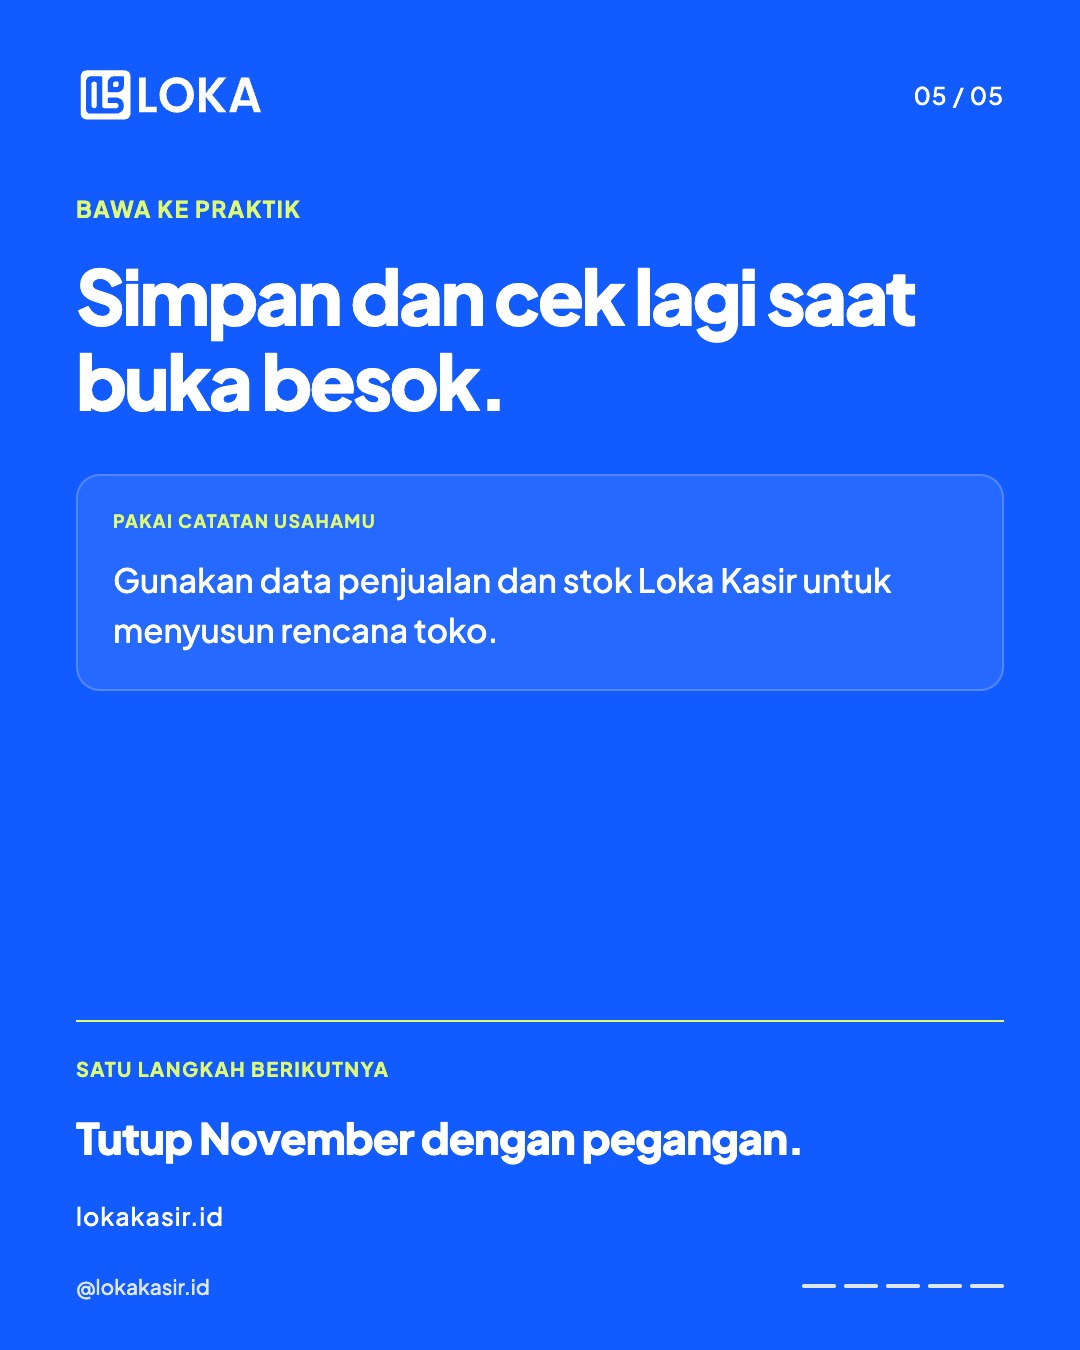 LOKA
05 / 05
BAWA KE PRAKTIK
Simpan dan cek lagi saat
buka besok.
PAKAI CATATAN USAHAMU
Gunakan data penjualan dan stok Loka Kasir untuk
menyusun rencana toko.
SATU LANGKAH BERIKUTNYA
Tutup November dengan pegangan.
lokakasir.id
@lokakasir.id